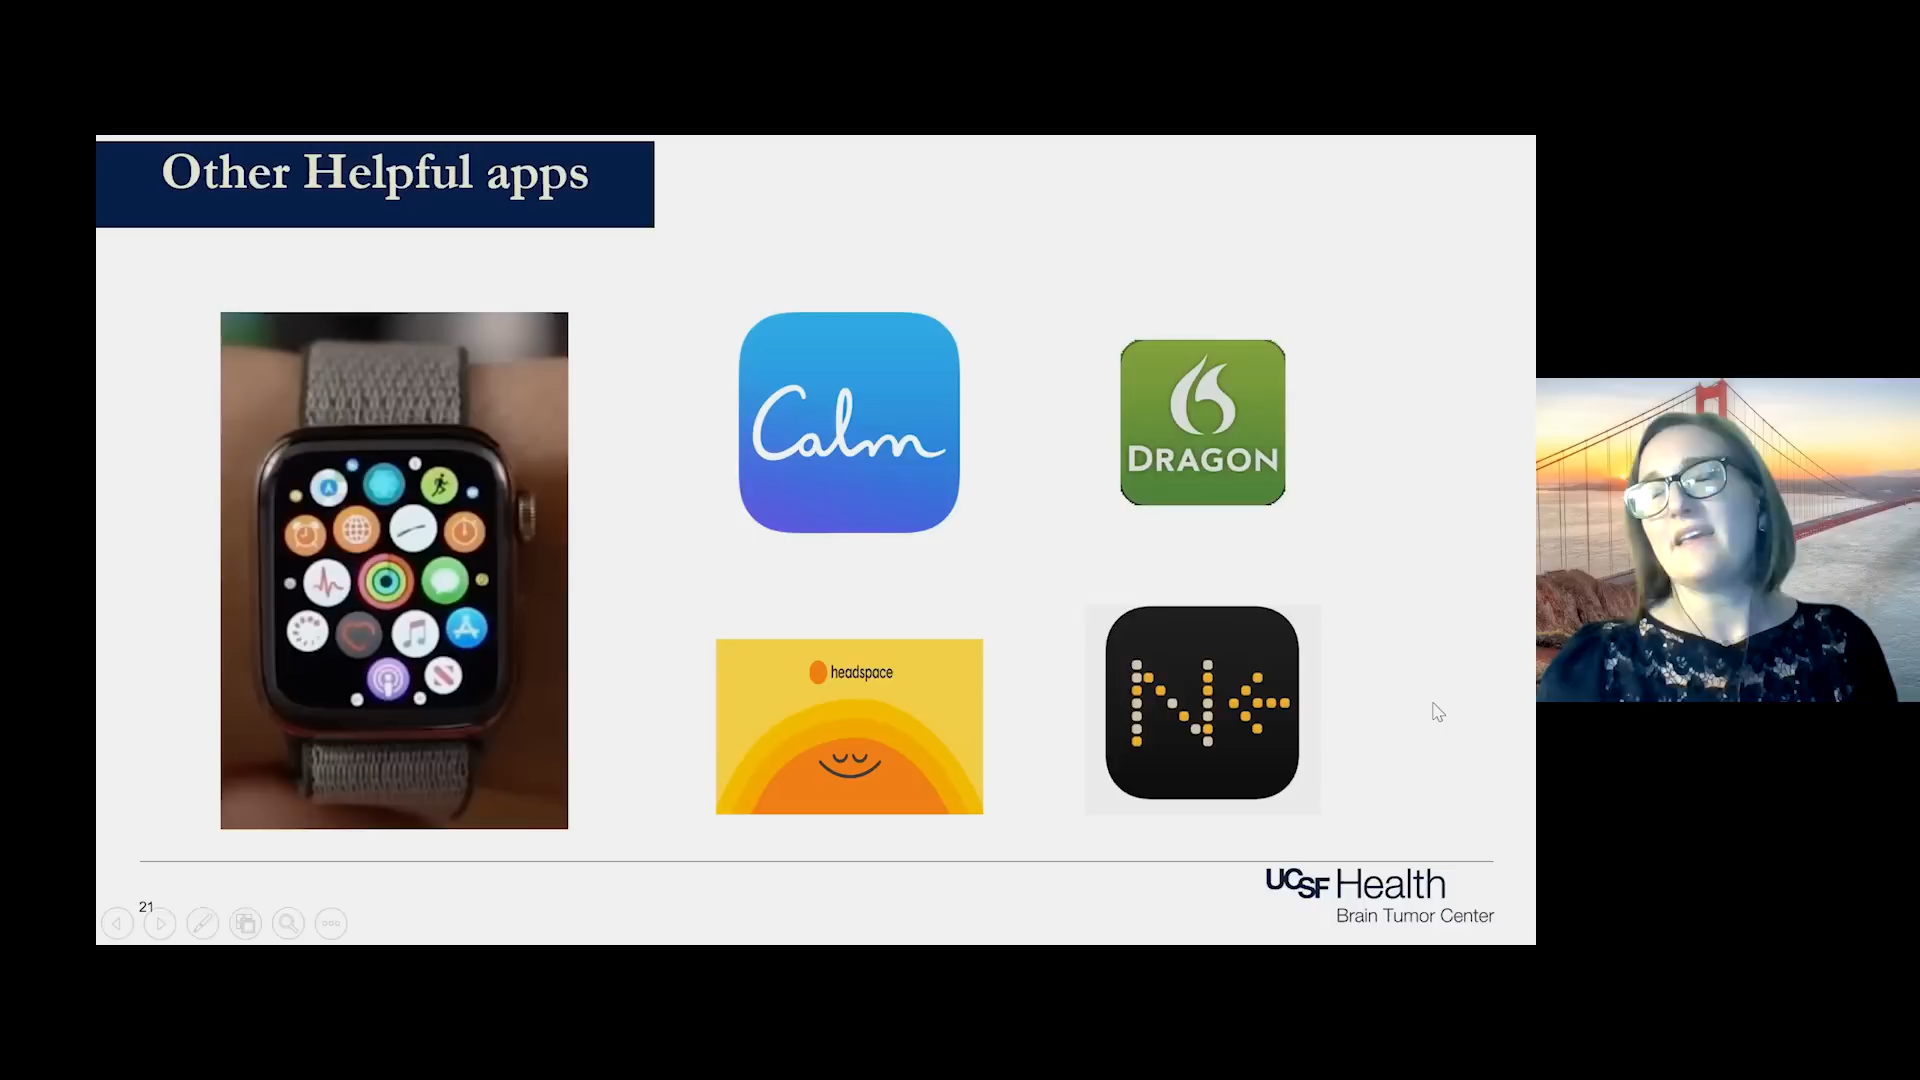 Other Helpful apps
Calm
DRAGON
headspace
N
21
UCSF Health
Brain Tumor Center